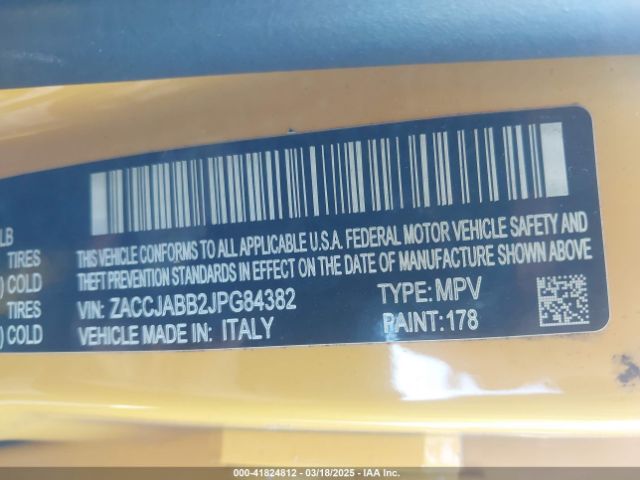 LB
TIRES
) COLD
TIRES
) COLD
THIS VEHICLE CONFORMS TO ALL APPLICABLE U.S.A. FEDERAL MOTOR VEHICLE SAFETY AND
THEFT PREVENTION STANDARDS IN EFFECT ON THE DATE OF MANUFACTURE SHOWN ABOVE
VIN: ZACCJABB2JPG84382 TYPE: MPV
VEHICLE MADE IN: ITALY PAINT: 178
000-41824812 - 03/18/2025 - IAA Inc.